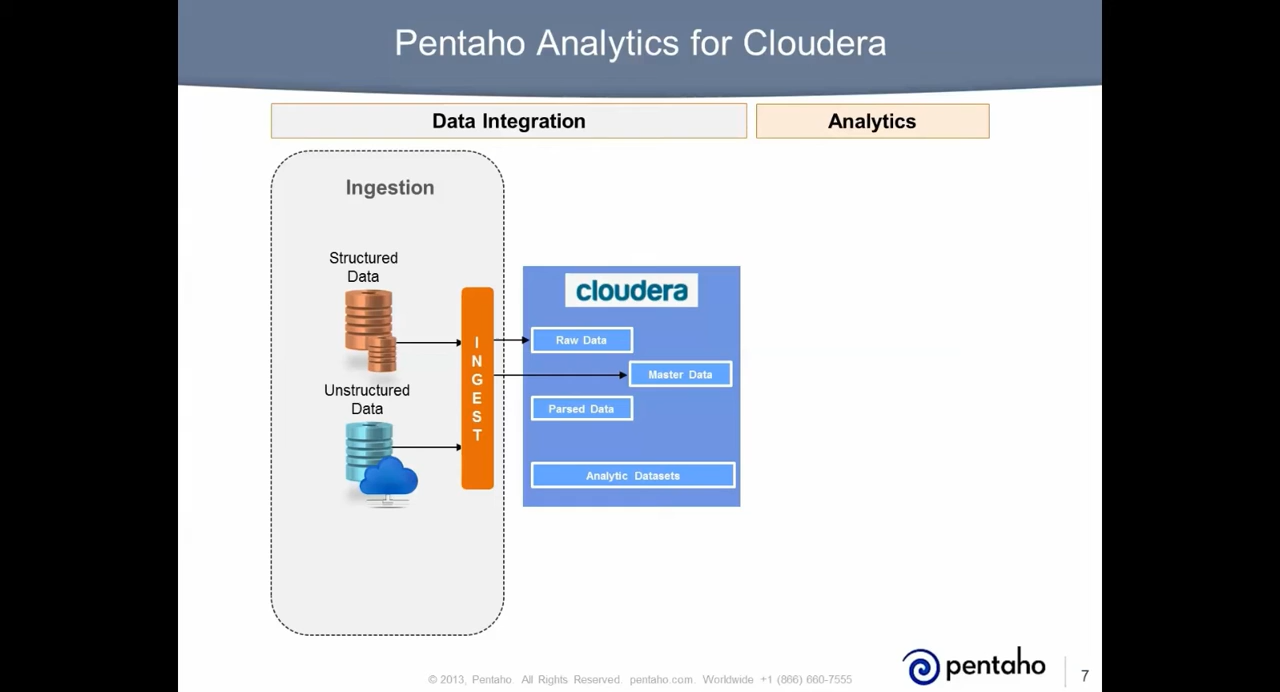 Pentaho Analytics for Cloudera
Data Integration
Analytics
Ingestion
Structured
Data
Unstructured
Data
I
N
G
E
S
T
cloudera
Raw Data
Master Data
Parsed Data
Analytic Datasets
© 2013, Pentaho. All Rights Reserved. pentaho.com. Worldwide +1 (866) 660-7555
pentaho
7